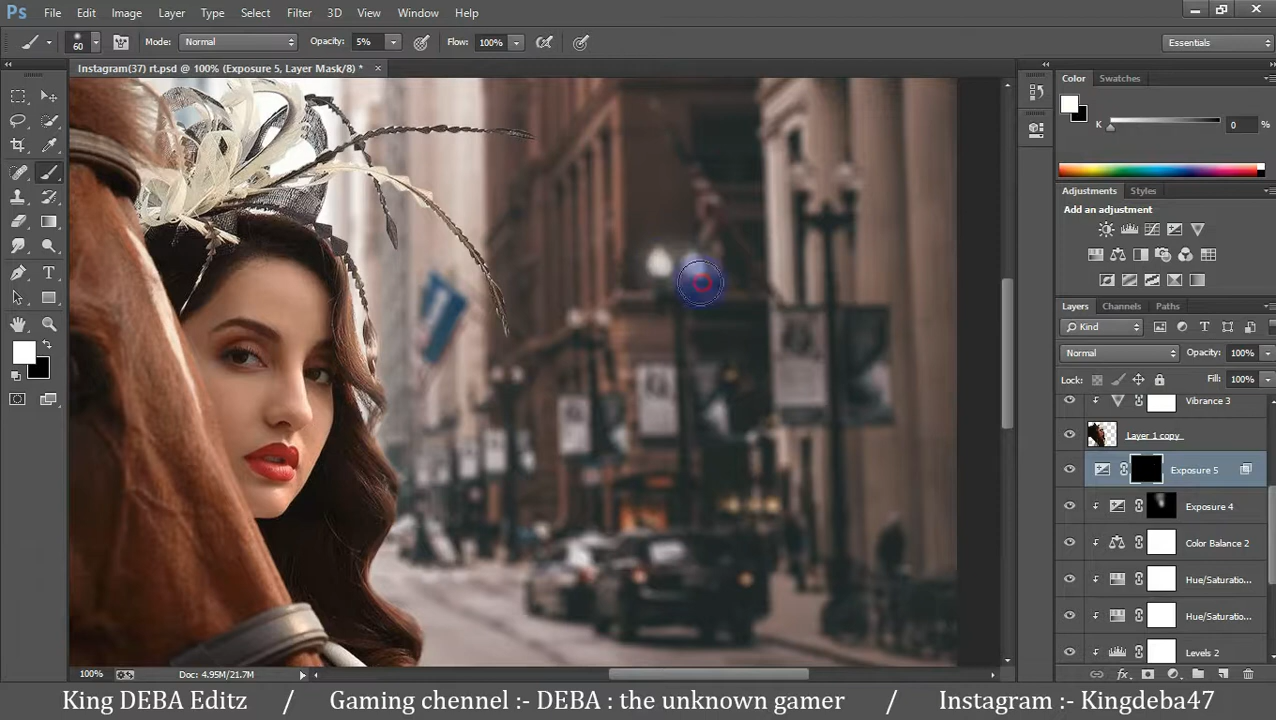 Ps File Edit Image Layer Type Select Filter 3D View Window Help
60 Mode: Normal Opacity: 5% Flow: 100% Essentials
Instagram(37) rt.psd @ 100% (Exposure 5, Layer Mask/8) * ×
Color Swatches
K 0 %
Adjustments Styles
Add an adjustment
Layers Channels Paths
Kind
Normal Opacity: 100%
Lock: Fill: 100%
Vibrance 3
Layer 1 copy
Exposure 5
Exposure 4
Color Balance 2
Hue/Saturatio...
Hue/Saturatio...
Levels 2
100% Doc: 4.95M/21.7M
King DEBA Editz / Gaming chennel :- DEBA : the unknown gamer / Instagram :- Kingdeba47